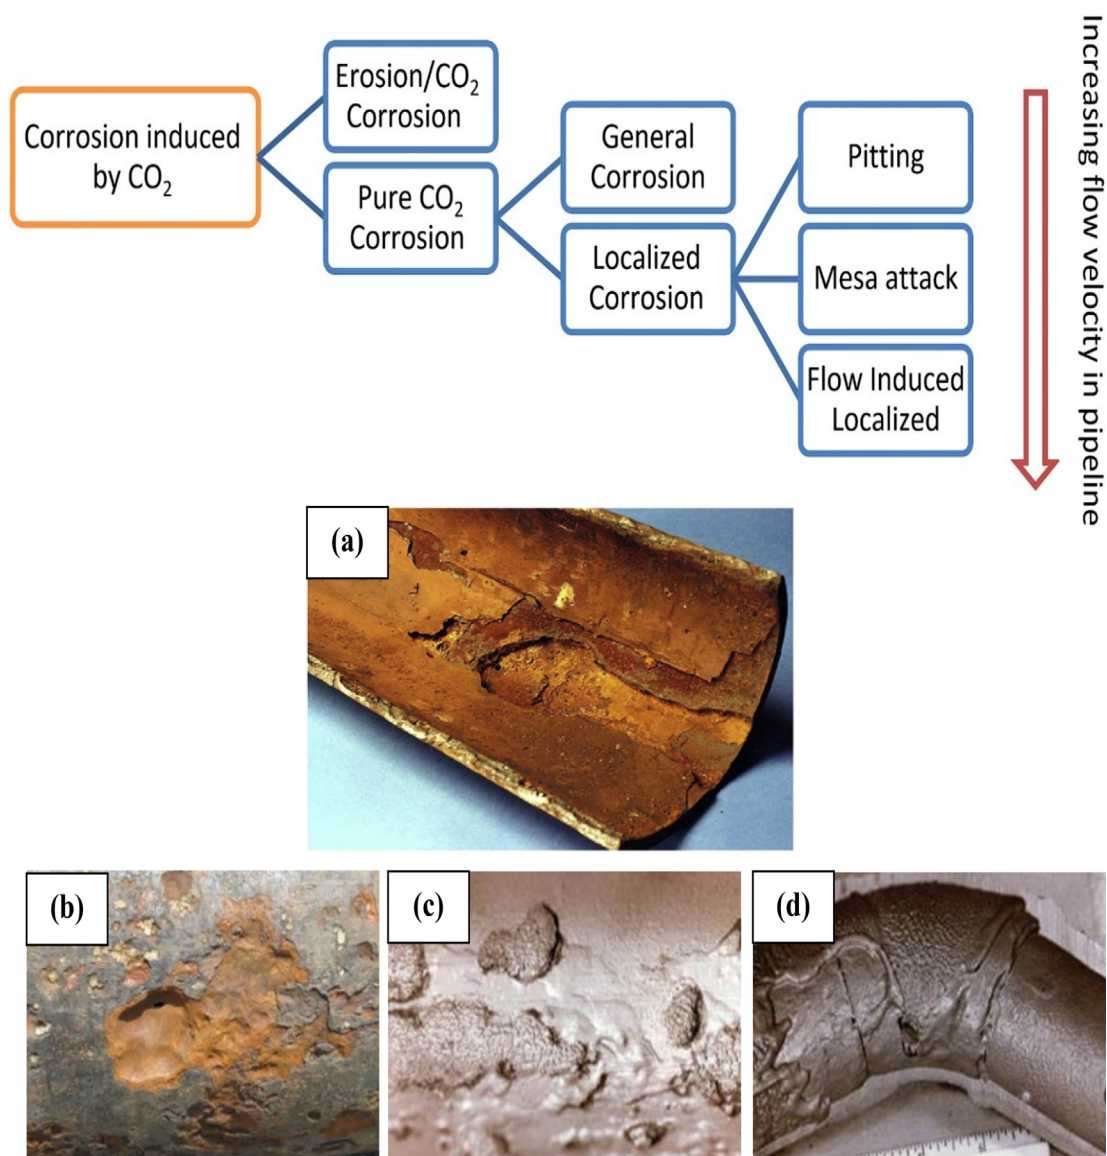 Corrosion induced
by CO₂
Erosion/CO₂
Corrosion
Pure CO₂
Corrosion
General
Corrosion
Localized
Corrosion
Pitting
Mesa attack
Flow Induced
Localized
Increasing flow velocity in pipeline
(a)
(b)
(c)
(d)